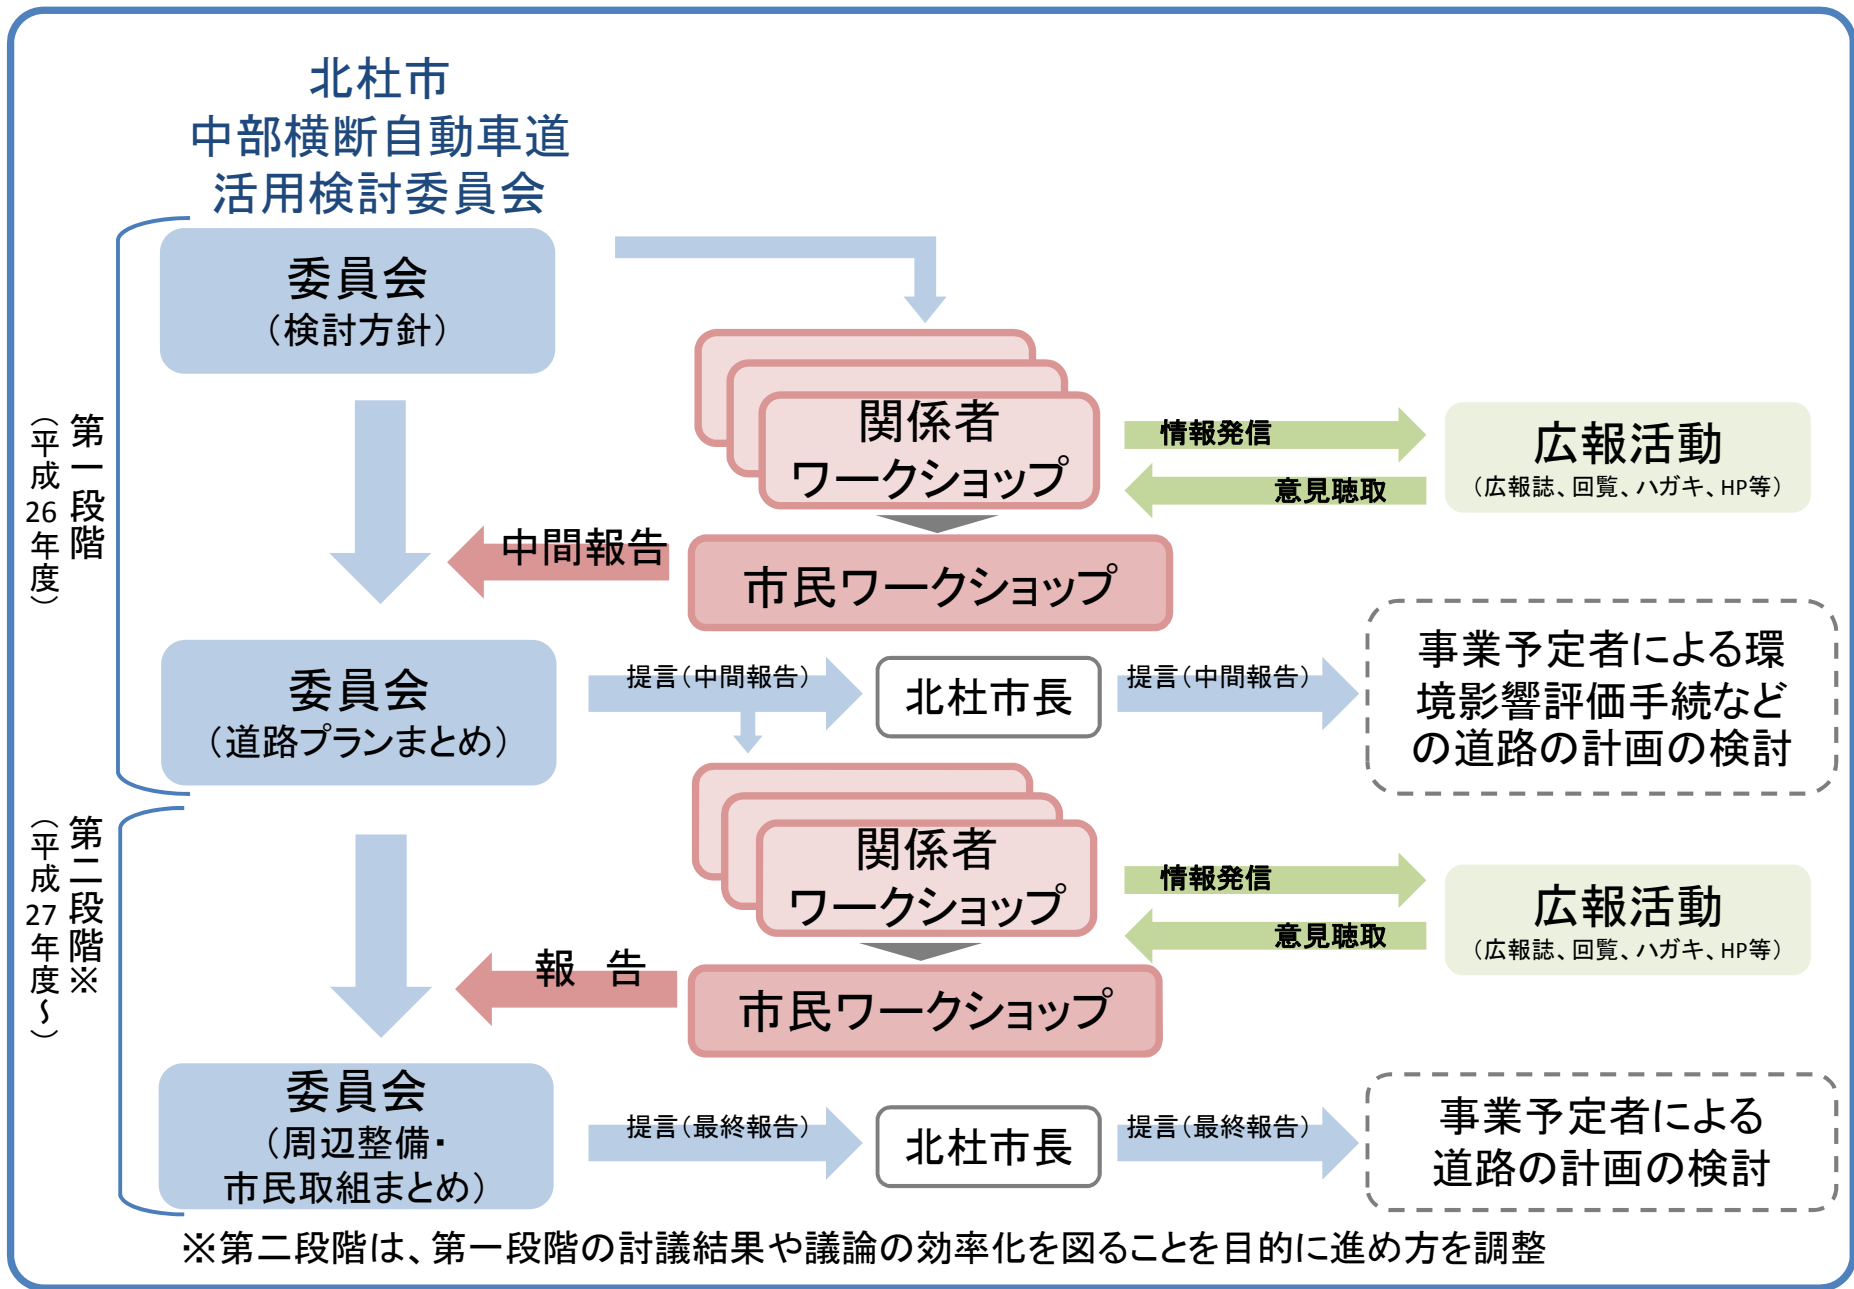 北杜市
中部横断自動車道
活用検討委員会
第一段階
（平成26年度）
委員会
（検討方針）
関係者
ワークショップ
情報発信
意見聴取
広報活動
（広報誌、回覧、ハガキ、HP等）
中間報告
市民ワークショップ
委員会
（道路プランまとめ）
提言（中間報告）
北杜市長
提言（中間報告）
事業予定者による環
境影響評価手続など
の道路の計画の検討
第二段階※
（平成27年度～）
関係者
ワークショップ
情報発信
意見聴取
広報活動
（広報誌、回覧、ハガキ、HP等）
報　告
市民ワークショップ
委員会
（周辺整備・
市民取組まとめ）
提言（最終報告）
北杜市長
提言（最終報告）
事業予定者による
道路の計画の検討
※第二段階は、第一段階の討議結果や議論の効率化を図ることを目的に進め方を調整